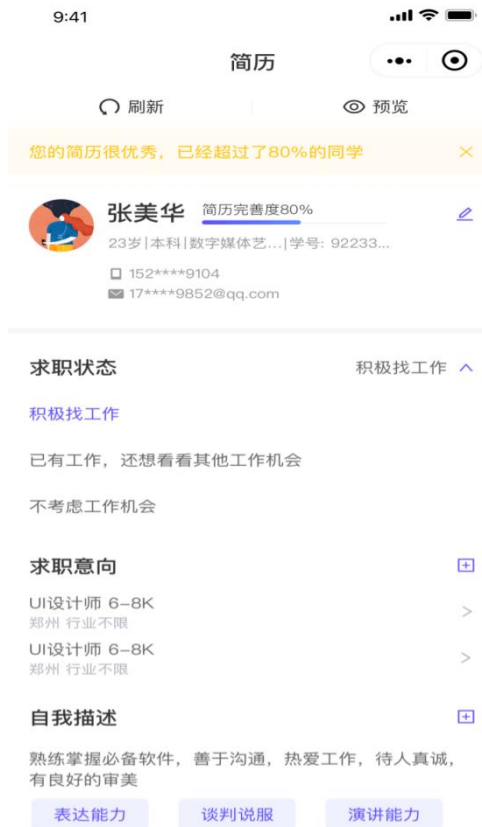 9:41
简历
刷新 预览
您的简历很优秀，已经超过了80%的同学
张美华 简历完善度80%
23岁|本科|数字媒体艺...|学号: 92233...
152****9104
17****9852@qq.com
求职状态 积极找工作
积极找工作
已有工作，还想看看其他工作机会
不考虑工作机会
求职意向
UI设计师 6-8K
郑州 行业不限
UI设计师 6-8K
郑州 行业不限
自我描述
熟练掌握必备软件，善于沟通，热爱工作，待人真诚，
有良好的审美
表达能力 谈判说服 演讲能力